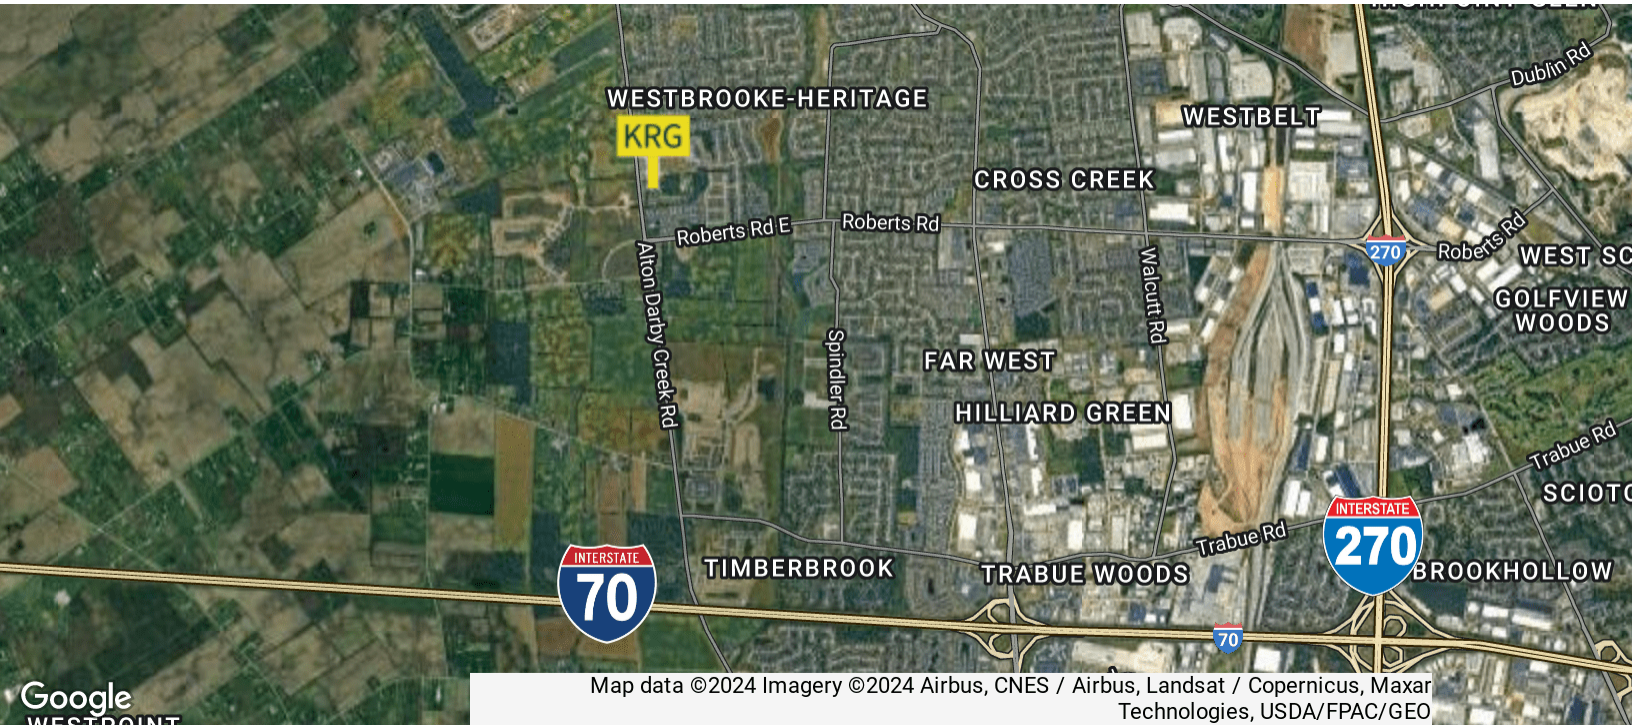 HIGHPOINT GLEN
Dublin Rd
WESTBROOKE-HERITAGE
WESTBELT
KRG
CROSS CREEK
Roberts Rd E
Roberts Rd
270
Roberts Rd
WEST SC
Alton Darby Creek Rd
Walcutt Rd
GOLFVIEW
WOODS
Spindler Rd
FAR WEST
HILLIARD GREEN
Trabue Rd
SCIOTO
INTERSTATE
270
Trabue Rd
INTERSTATE
70
TIMBERBROOK
TRABUE WOODS
BROOKHOLLOW
70
Google
WESTPOINT
Map data ©2024 Imagery ©2024 Airbus, CNES / Airbus, Landsat / Copernicus, Maxar
Technologies, USDA/FPAC/GEO